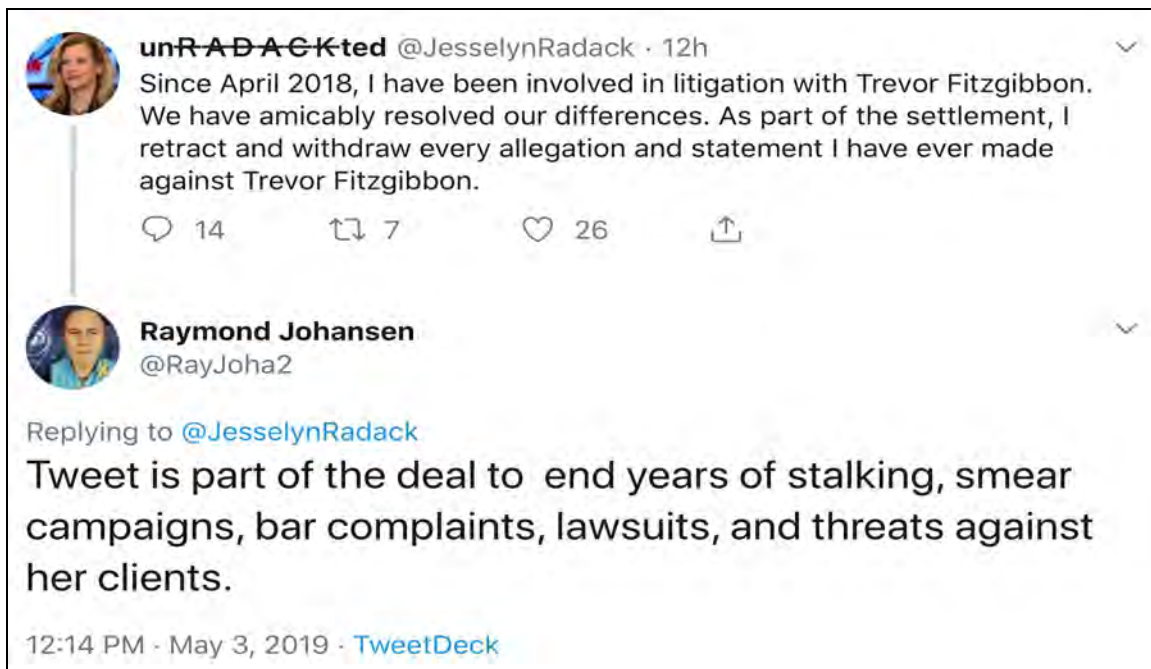 unRADACKted @JesselynRadack · 12h
Since April 2018, I have been involved in litigation with Trevor Fitzgibbon.
We have amicably resolved our differences. As part of the settlement, I
retract and withdraw every allegation and statement I have ever made
against Trevor Fitzgibbon.
14 7 26
Raymond Johansen
@RayJoha2
Replying to @JesselynRadack
Tweet is part of the deal to end years of stalking, smear
campaigns, bar complaints, lawsuits, and threats against
her clients.
12:14 PM · May 3, 2019 · TweetDeck